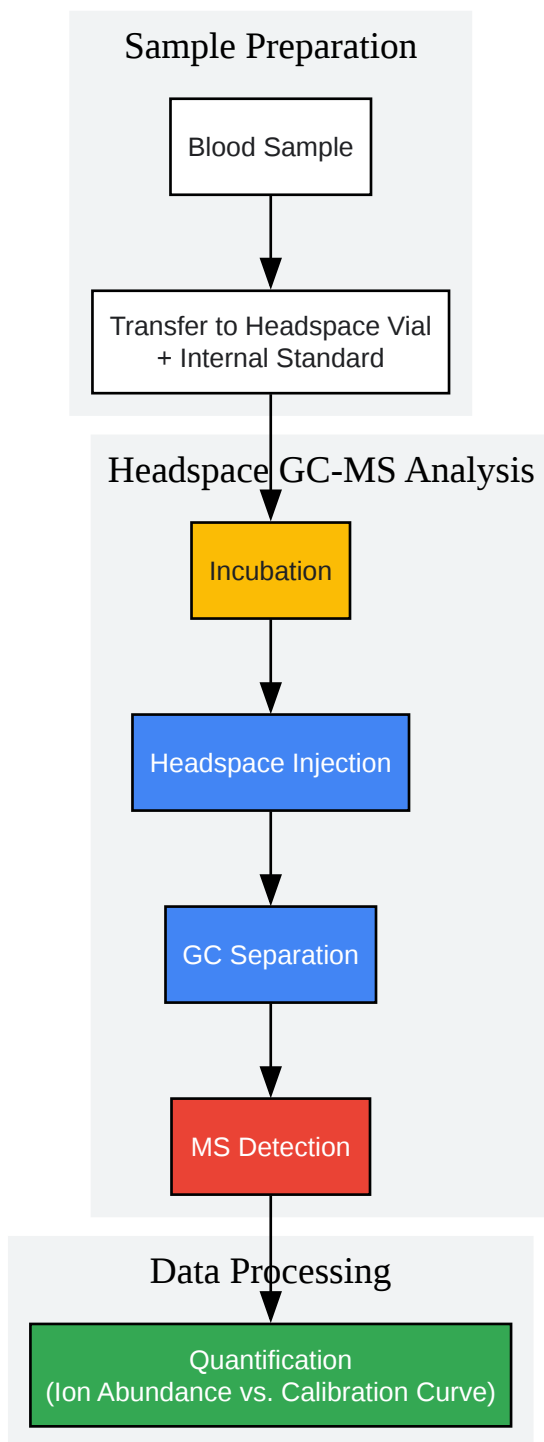 Sample Preparation
Blood Sample
Transfer to Headspace Vial
+ Internal Standard
Headspace GC-MS Analysis
Incubation
Headspace Injection
GC Separation
MS Detection
Data Processing
Quantification
(Ion Abundance vs. Calibration Curve)